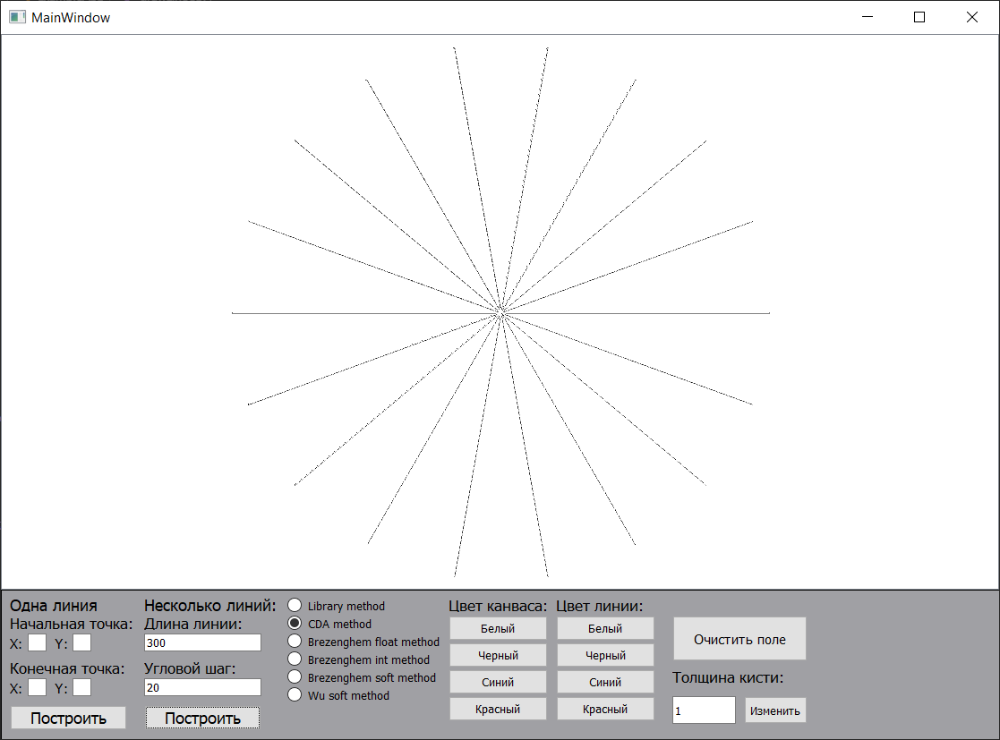 MainWindow
Одна линия
Начальная точка:
X: Y:
Конечная точка:
X: Y:
Построить
Несколько линий:
Длина линии:
300
Угловой шаг:
20
Построить
Library method
CDA method
Brezenghem float method
Brezenghem int method
Brezenghem soft method
Wu soft method
Цвет канваса:
Белый
Черный
Синий
Красный
Цвет линии:
Белый
Черный
Синий
Красный
Очистить поле
Толщина кисти:
1
Изменить